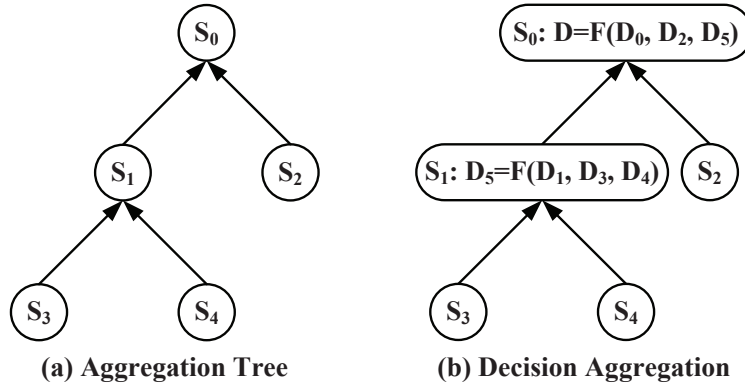 S₀ S₀: D=F(D₀, D₂, D₅)
S₁ S₂ S₁: D₅=F(D₁, D₃, D₄) S₂
S₃ S₄ S₃ S₄
(a) Aggregation Tree (b) Decision Aggregation